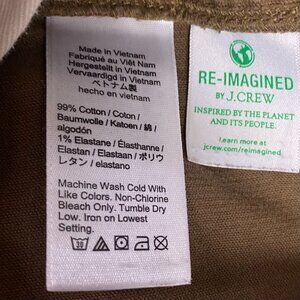 Made in Vietnam
Fabriqué au Viêt Nam
Hergestellt in Vietnam
Vervaardigd in Vietnam
ベトナム製
hecho en vietnam
99% Cotton / Coton /
Baumwolle / Katoen / 綿 /
algodón
1% Elastane / Élasthanne /
Elastan / Elastaan / ポリウ
レタン / elastano
Machine Wash Cold With
Like Colors. Non-Chlorine
Bleach Only. Tumble Dry
Low. Iron on Lowest
Setting.
30
RE-IMAGINED
BY J.CREW
INSPIRED BY THE PLANET
AND ITS PEOPLE.
Learn more at
jcrew.com/reimagined